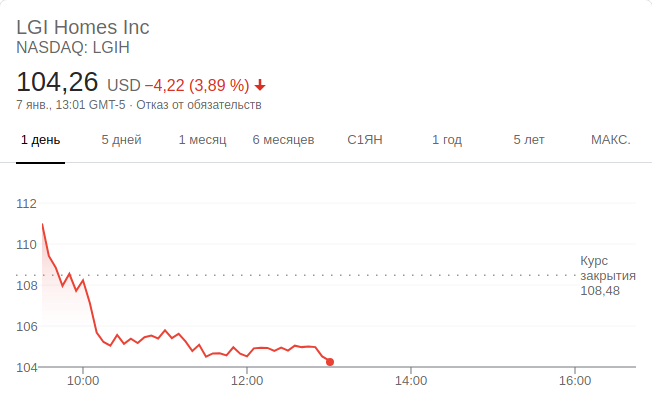 LGI Homes Inc
NASDAQ: LGIH
104,26 USD −4,22 (3,89 %)
7 янв., 13:01 GMT-5 · Отказ от обязательств
1 день 5 дней 1 месяц 6 месяцев С1ЯН 1 год 5 лет МАКС.
112
110
Курс
закрытия
108,48
108
106
104
10:00 12:00 14:00 16:00